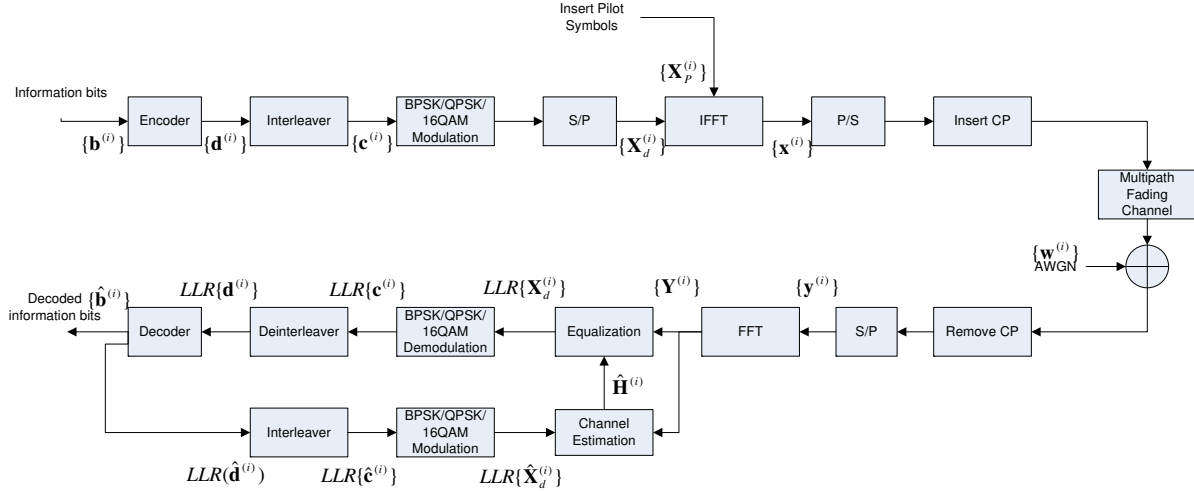 Insert Pilot
Symbols
{X_P^{(i)}}
Information bits
{b^{(i)}}
Encoder
{d^{(i)}}
Interleaver
{c^{(i)}}
BPSK/QPSK/
16QAM
Modulation
S/P
{X_d^{(i)}}
IFFT
{x^{(i)}}
P/S
Insert CP
Multipath
Fading
Channel
{w^{(i)}}
AWGN
Decoded
information bits
{b̂^{(i)}}
Decoder
LLR{d^{(i)}}
Deinterleaver
LLR{c^{(i)}}
BPSK/QPSK/
16QAM
Demodulation
LLR{X_d^{(i)}}
Equalization
{Y^{(i)}}
FFT
{y^{(i)}}
S/P
Remove CP
Ĥ^{(i)}
Interleaver
BPSK/QPSK/
16QAM
Modulation
Channel
Estimation
LLR(d̂^{(i)})
LLR{ĉ^{(i)}}
LLR{X̂_d^{(i)}}